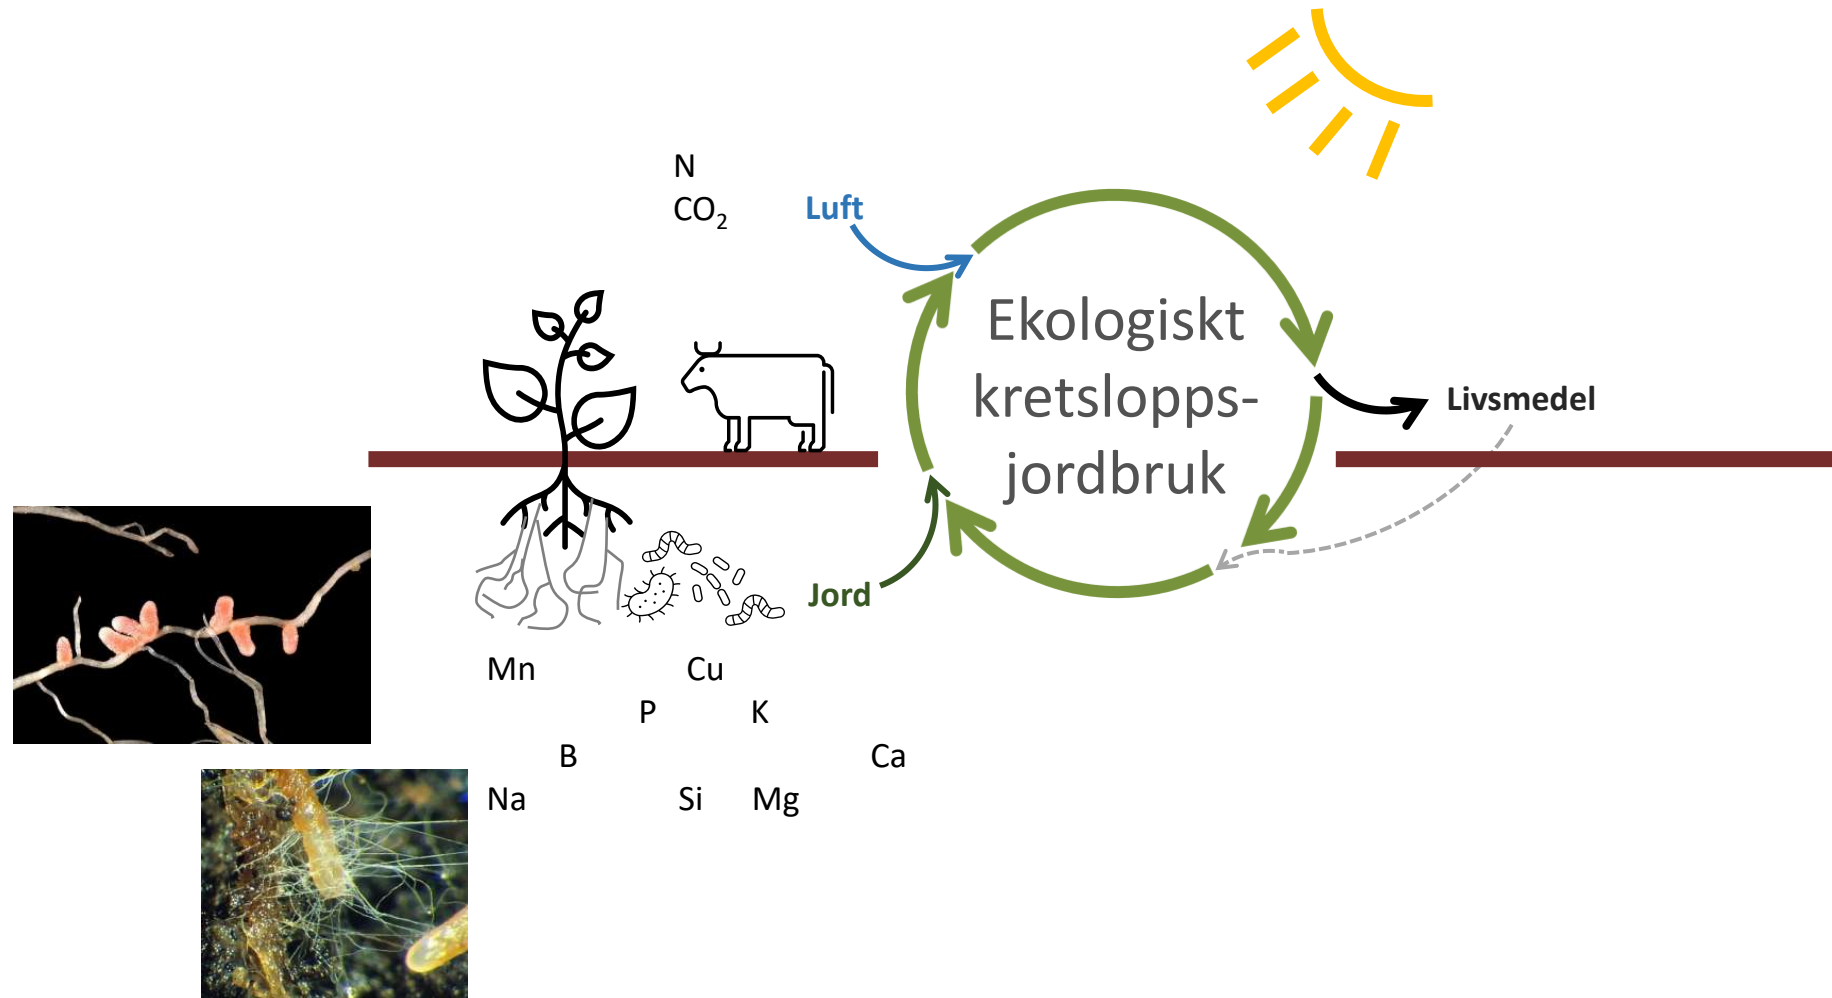 N
CO₂
Luft
Ekologiskt
kretslopps-
jordbruk
Livsmedel
Jord
Mn Cu
P K
B Ca
Na Si Mg